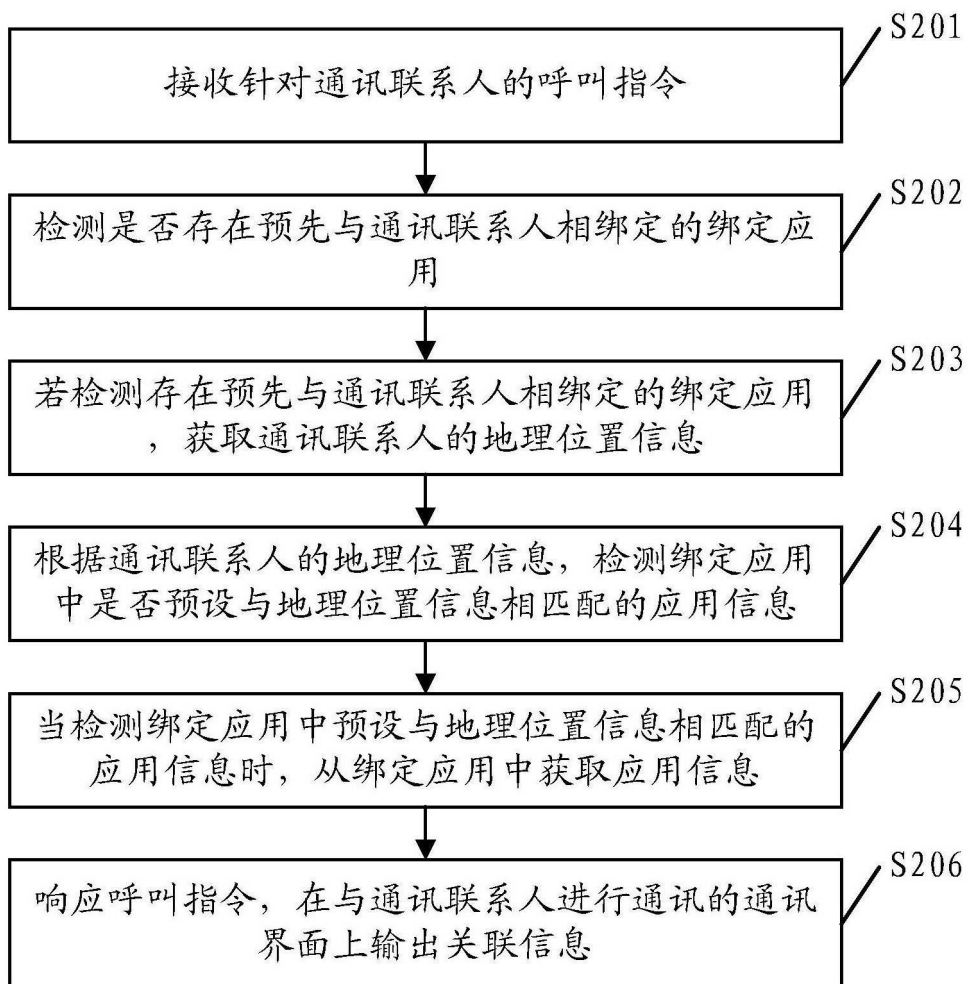 S201
接收针对通讯联系人的呼叫指令
S202
检测是否存在预先与通讯联系人相绑定的绑定应
用
S203
若检测存在预先与通讯联系人相绑定的绑定应用
，获取通讯联系人的地理位置信息
S204
根据通讯联系人的地理位置信息，检测绑定应用
中是否预设与地理位置信息相匹配的应用信息
S205
当检测绑定应用中预设与地理位置信息相匹配的
应用信息时，从绑定应用中获取应用信息
S206
响应呼叫指令，在与通讯联系人进行通讯的通讯
界面上输出关联信息